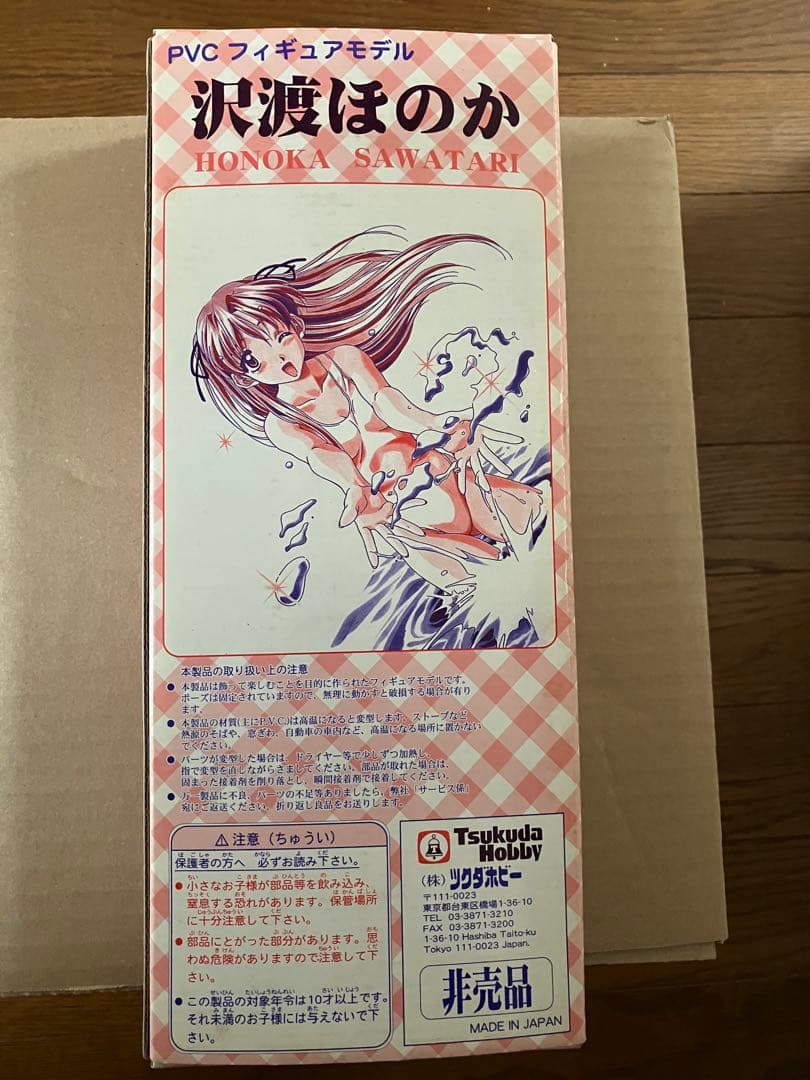 PVC フィギュアモデル
沢渡ほのか
HONOKA SAWATARI
本製品の取り扱い上の注意
● 本製品は飾って楽しむことを目的に作られたフィギュアモデルです。
ポーズは固定されていますので、無理に動かすと破損する場合が有り
ます。
● 本製品の材質(主にP.V.C.)は高温になると変型します。ストーブなど
熱源のそばや、窓ぎわ、自動車の車内など、高温になる場所に置かない
でください。
● パーツが変型した場合は、ドライヤー等で少しずつ加熱し、
指で変型を直しながらさましてください。部品が取れた場合は、
固まった接着剤を削り落とし、瞬間接着剤で接着してください。
● 万一製品に不良、パーツの不足等ありましたら、弊社「サービス係」
宛にご返送ください。折り返し良品をお送りします。
⚠注意（ちゅうい）
保護者の方へ 必ずお読み下さい。
● 小さなお子様が部品等を飲み込み、
窒息する恐れがあります。保管場所
に十分注意して下さい。
● 部品にとがった部分があります。思
わぬ危険がありますので注意して下
さい。
● この製品の対象年令は10才以上です。
それ未満のお子様には与えないで下
さい。
Tsukuda
Hobby
(株) ツクダホビー
〒111-0023
東京都台東区橋場1-36-10
TEL 03-3871-3210
FAX 03-3871-3200
1-36-10 Hashiba Taito-ku
Tokyo 111-0023 Japan.
非売品
MADE IN JAPAN